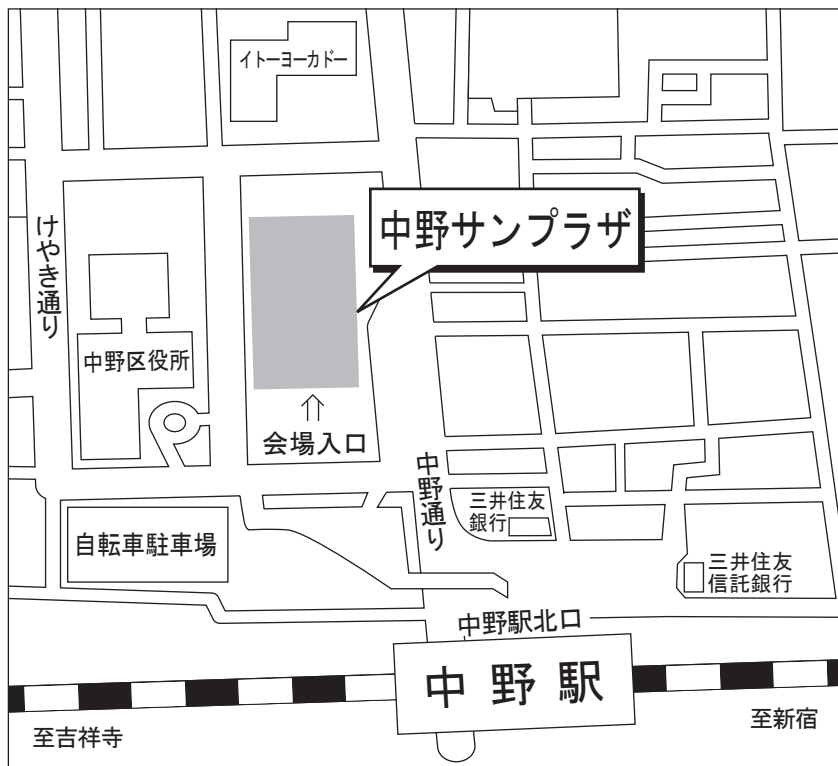 イトーヨーカドー
中野サンプラザ
けやき通り
中野区役所
会場入口
中野通り
三井住友
銀行
自転車駐車場
三井住友
信託銀行
中野駅北口
中野駅
至吉祥寺
至新宿